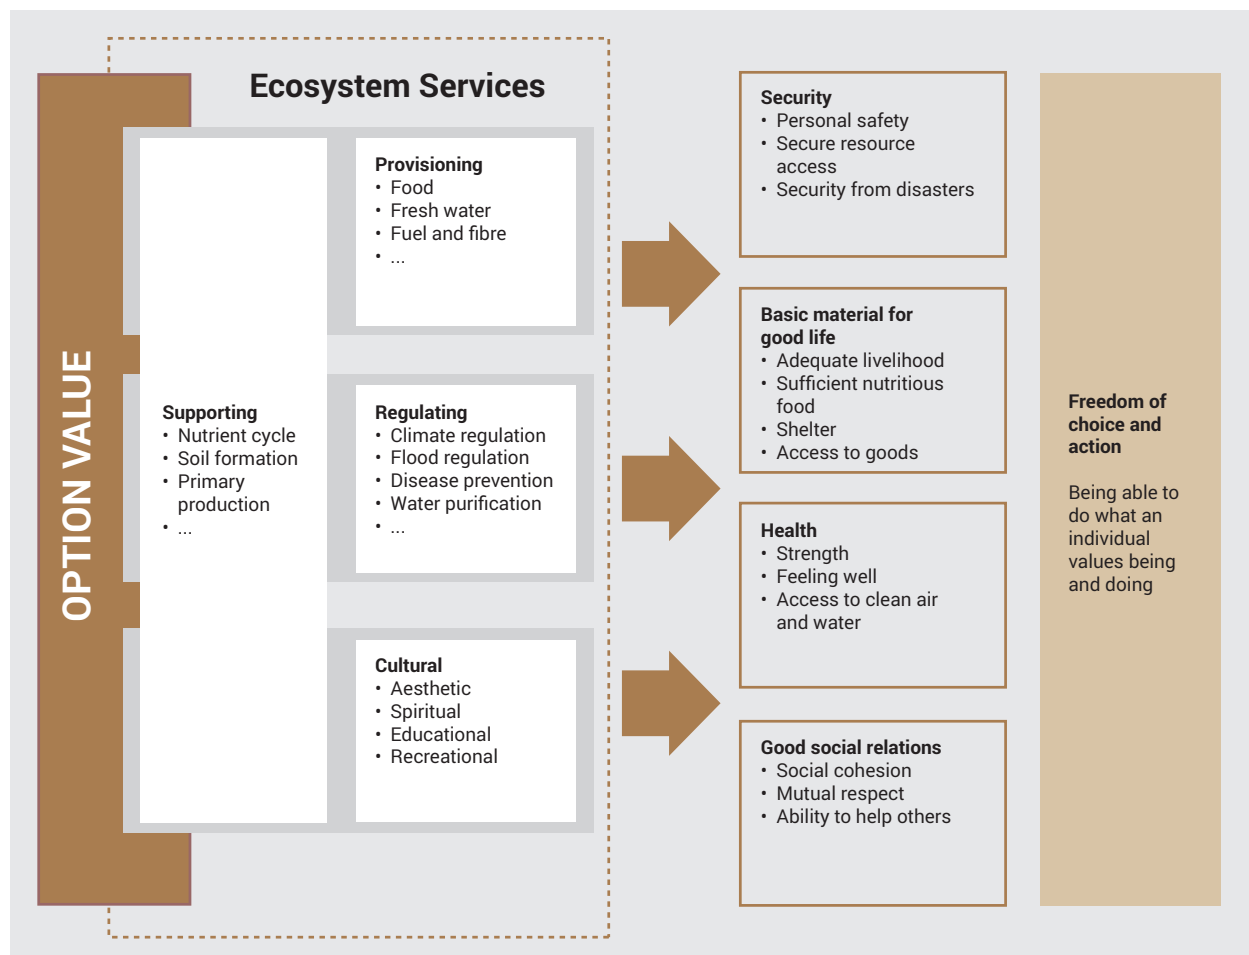 OPTION VALUE
Ecosystem Services
Supporting
• Nutrient cycle
• Soil formation
• Primary
production
• ...
Provisioning
• Food
• Fresh water
• Fuel and fibre
• ...
Regulating
• Climate regulation
• Flood regulation
• Disease prevention
• Water purification
• ...
Cultural
• Aesthetic
• Spiritual
• Educational
• Recreational
Security
• Personal safety
• Secure resource
access
• Security from disasters
Basic material for
good life
• Adequate livelihood
• Sufficient nutritious
food
• Shelter
• Access to goods
Health
• Strength
• Feeling well
• Access to clean air
and water
Good social relations
• Social cohesion
• Mutual respect
• Ability to help others
Freedom of
choice and
action
Being able to
do what an
individual
values being
and doing